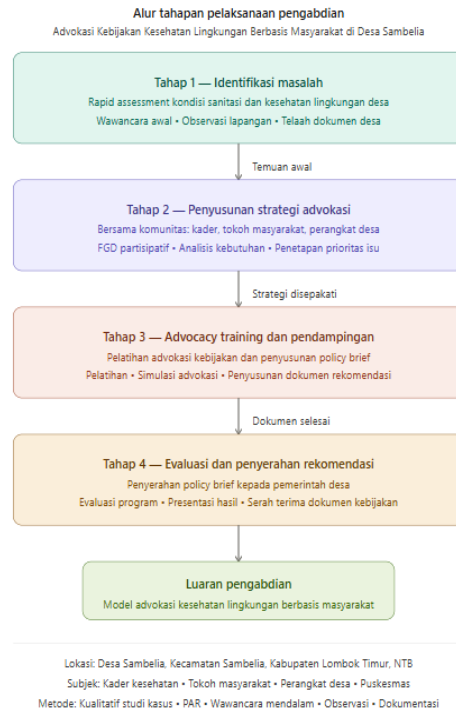 Alur tahapan pelaksanaan pengabdian
Advokasi Kebijakan Kesehatan Lingkungan Berbasis Masyarakat di Desa Sambelia
Tahap 1 — Identifikasi masalah
Rapid assessment kondisi sanitasi dan kesehatan lingkungan desa
Wawancara awal • Observasi lapangan • Telaah dokumen desa
Temuan awal
Tahap 2 — Penyusunan strategi advokasi
Bersama komunitas: kader, tokoh masyarakat, perangkat desa
FGD partisipatif • Analisis kebutuhan • Penetapan prioritas isu
Strategi disepakati
Tahap 3 — Advocacy training dan pendampingan
Pelatihan advokasi kebijakan dan penyusunan policy brief
Pelatihan • Simulasi advokasi • Penyusunan dokumen rekomendasi
Dokumen selesai
Tahap 4 — Evaluasi dan penyerahan rekomendasi
Penyerahan policy brief kepada pemerintah desa
Evaluasi program • Presentasi hasil • Serah terima dokumen kebijakan
Luaran pengabdian
Model advokasi kesehatan lingkungan berbasis masyarakat
Lokasi: Desa Sambelia, Kecamatan Sambelia, Kabupaten Lombok Timur, NTB
Subjek: Kader kesehatan • Tokoh masyarakat • Perangkat desa • Puskesmas
Metode: Kualitatif studi kasus • PAR • Wawancara mendalam • Observasi • Dokumentasi